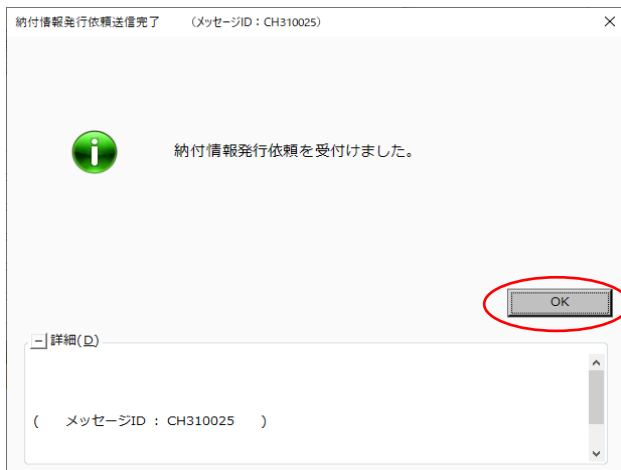 納付情報発行依頼送信完了　　（メッセージID：CH310025）
納付情報発行依頼を受付けました。
OK
詳細(D)
(　　メッセージID ： CH310025　　)